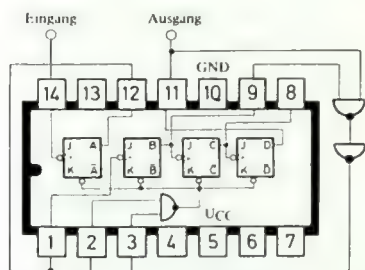 Eingang Ausgang
GND
14 13 12 11 10 9 8
J A J B J C J D
K A̅ K B̅ K C̅ K D̅
UCC
1 2 3 4 5 6 7